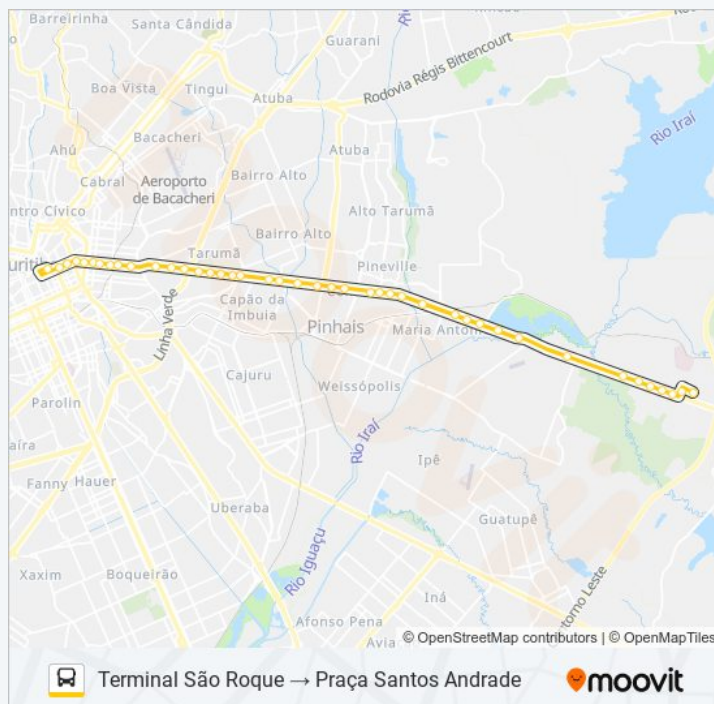 Barreirinha
Santa Cândida
Guarani
Rodovia Régis Bittencourt
Boa Vista
Tingui
Atuba
Rio Iraí
Bacacheri
Ahú
Atuba
Cabral
Aeroporto
de Bacacheri
Bairro Alto
ntro Cívico
Alto Tarumã
Bairro Alto
Tarumã
Pineville
Capão da
Imbuia
Linha Verde
Pinhais
Maria Anton
Cajuru
Weissópolis
Parolin
Rio Iraí
aíra
Ipê
Fanny
Hauer
Uberaba
Guatupê
Rio Iguaçu
Xaxim
Boqueirão
Iná
Afonso Pena
Avia
ntorno Leste
© OpenStreetMap contributors | © OpenMapTiles
Terminal São Roque → Praça Santos Andrade
moovit